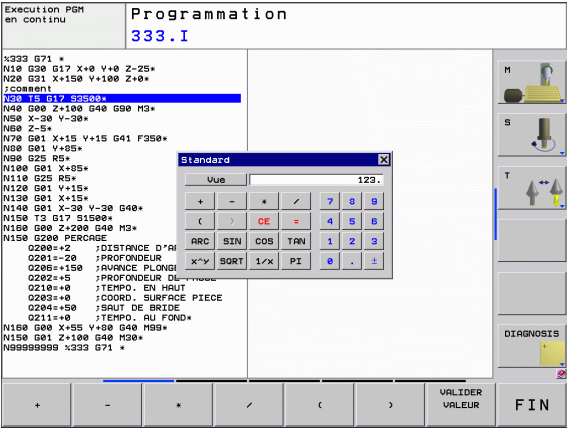 Execution PGM
en continu
Programmation
333.I
%333 G71 *
N10 G30 G17 X+0 Y+0 Z-25*
N20 G31 X+150 Y+100 Z+0*
;comment
N30 T5 G17 S3500*
N40 G00 Z+100 G40 G90 M3*
N50 X-30 Y-30*
N60 Z-5*
N70 G01 X+15 Y+15 G41 F350*
N80 G01 Y+85*
N90 G25 R5*
N100 G01 X+85*
N110 G25 R5*
N120 G01 Y+15*
N130 G01 X+15*
N140 G01 X-30 Y-30 G40*
N150 T3 G17 S1500*
N160 G00 Z+200 G40 M3*
N150 G200 PERCAGE
Q200=+2 ;DISTANCE D'A
Q201=-20 ;PROFONDEUR
Q206=+150 ;AVANCE PLONGE
Q202=+5 ;PROFONDEUR DE
Q210=+0 ;TEMPO. EN HAUT
Q203=+0 ;COORD. SURFACE PIECE
Q204=+50 ;SAUT DE BRIDE
Q211=+0 ;TEMPO. AU FOND*
N160 G00 X+55 Y+80 G40 M99*
N150 G01 Z+100 G40 M30*
N99999999 %333 G71 *
Standard
Vue 123.
+ - * / 7 8 9
( ) CE = 4 5 6
ARC SIN COS TAN 1 2 3
x^y SQRT 1/x PI 0 . ±
M
S
T
DIAGNOSIS
+ - * / ( ) VALIDER
VALEUR
FIN